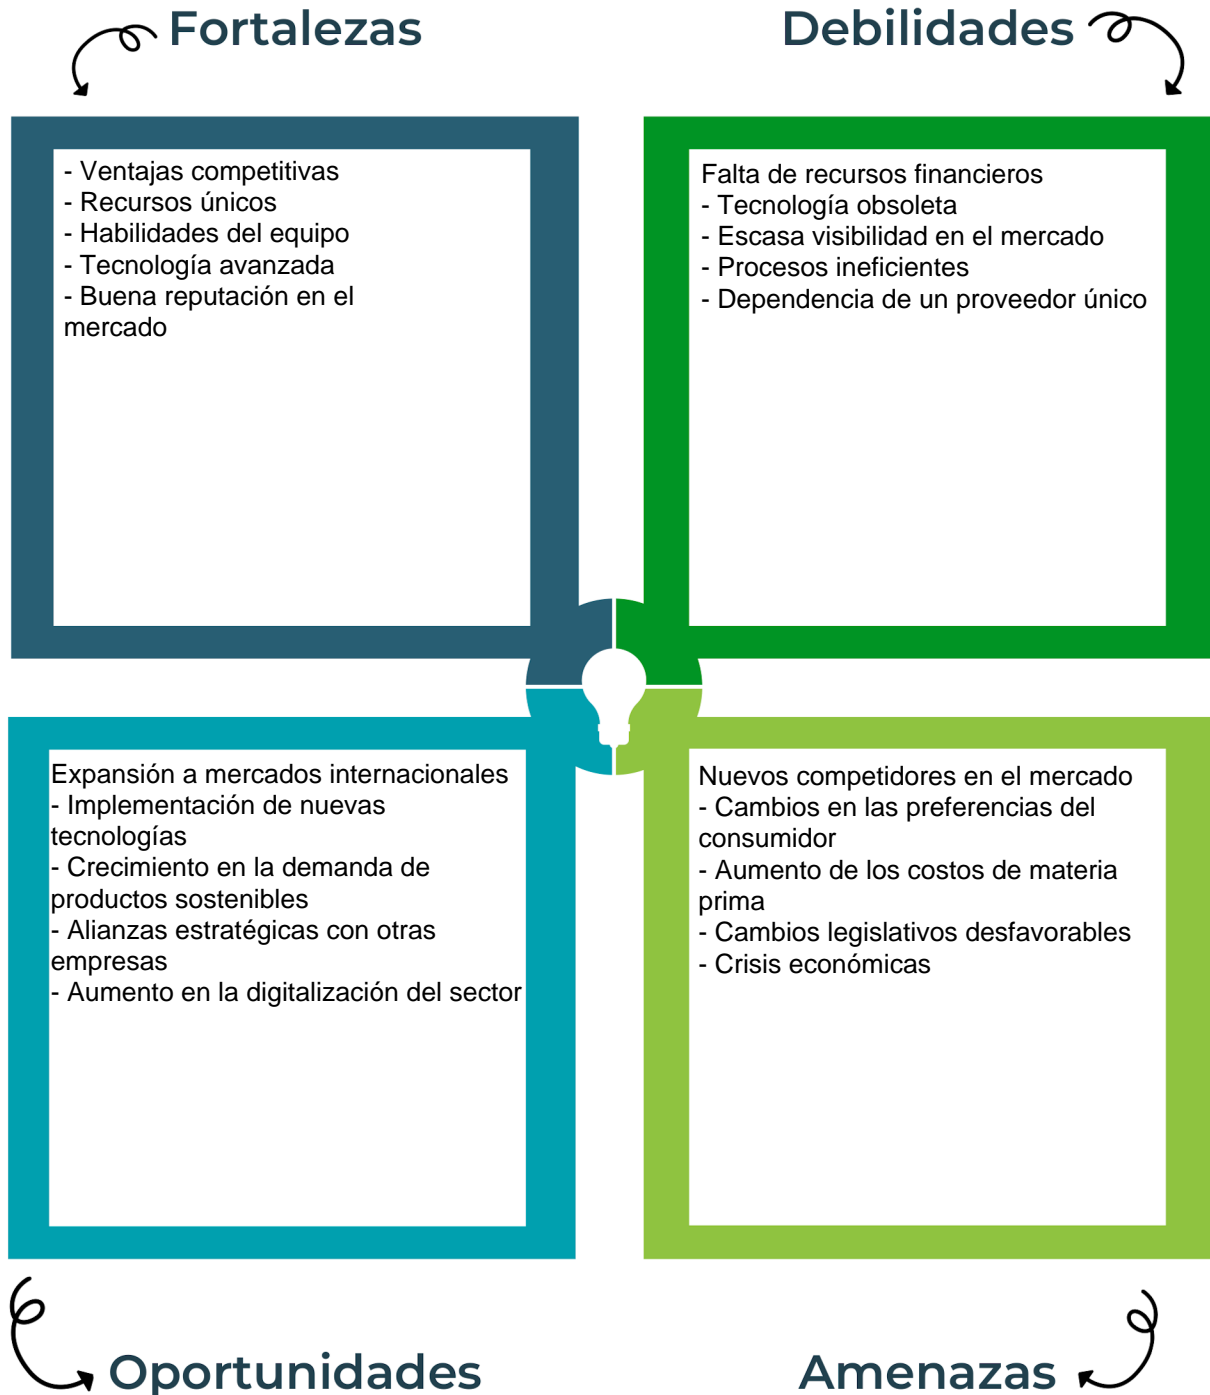 Fortalezas
- Ventajas competitivas
- Recursos únicos
- Habilidades del equipo
- Tecnología avanzada
- Buena reputación en el
mercado
Debilidades
Falta de recursos financieros
- Tecnología obsoleta
- Escasa visibilidad en el mercado
- Procesos ineficientes
- Dependencia de un proveedor único
Expansión a mercados internacionales
- Implementación de nuevas
tecnologías
- Crecimiento en la demanda de
productos sostenibles
- Alianzas estratégicas con otras
empresas
- Aumento en la digitalización del sector
Oportunidades
Nuevos competidores en el mercado
- Cambios en las preferencias del
consumidor
- Aumento de los costos de materia
prima
- Cambios legislativos desfavorables
- Crisis económicas
Amenazas